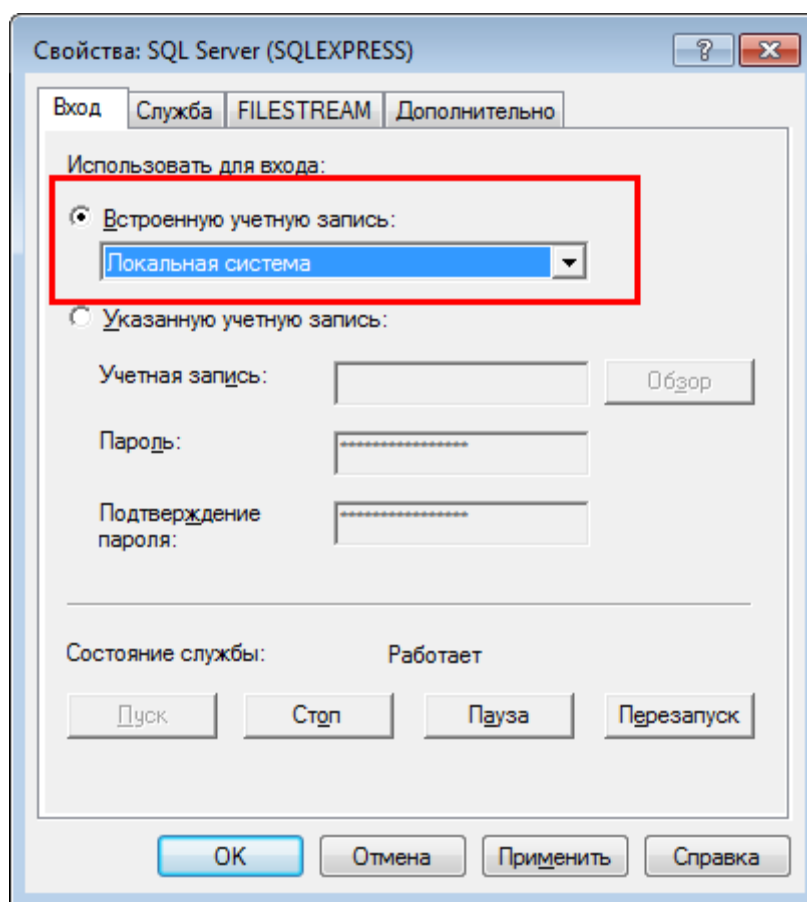 Свойства: SQL Server (SQLEXPRESS)
Вход Служба FILESTREAM Дополнительно
Использовать для входа:
Встроенную учетную запись:
Локальная система
Указанную учетную запись:
Учетная запись: Обзор
Пароль: ****************
Подтверждение
пароля: ****************
Состояние службы: Работает
Пуск Стоп Пауза Перезапуск
OK Отмена Применить Справка